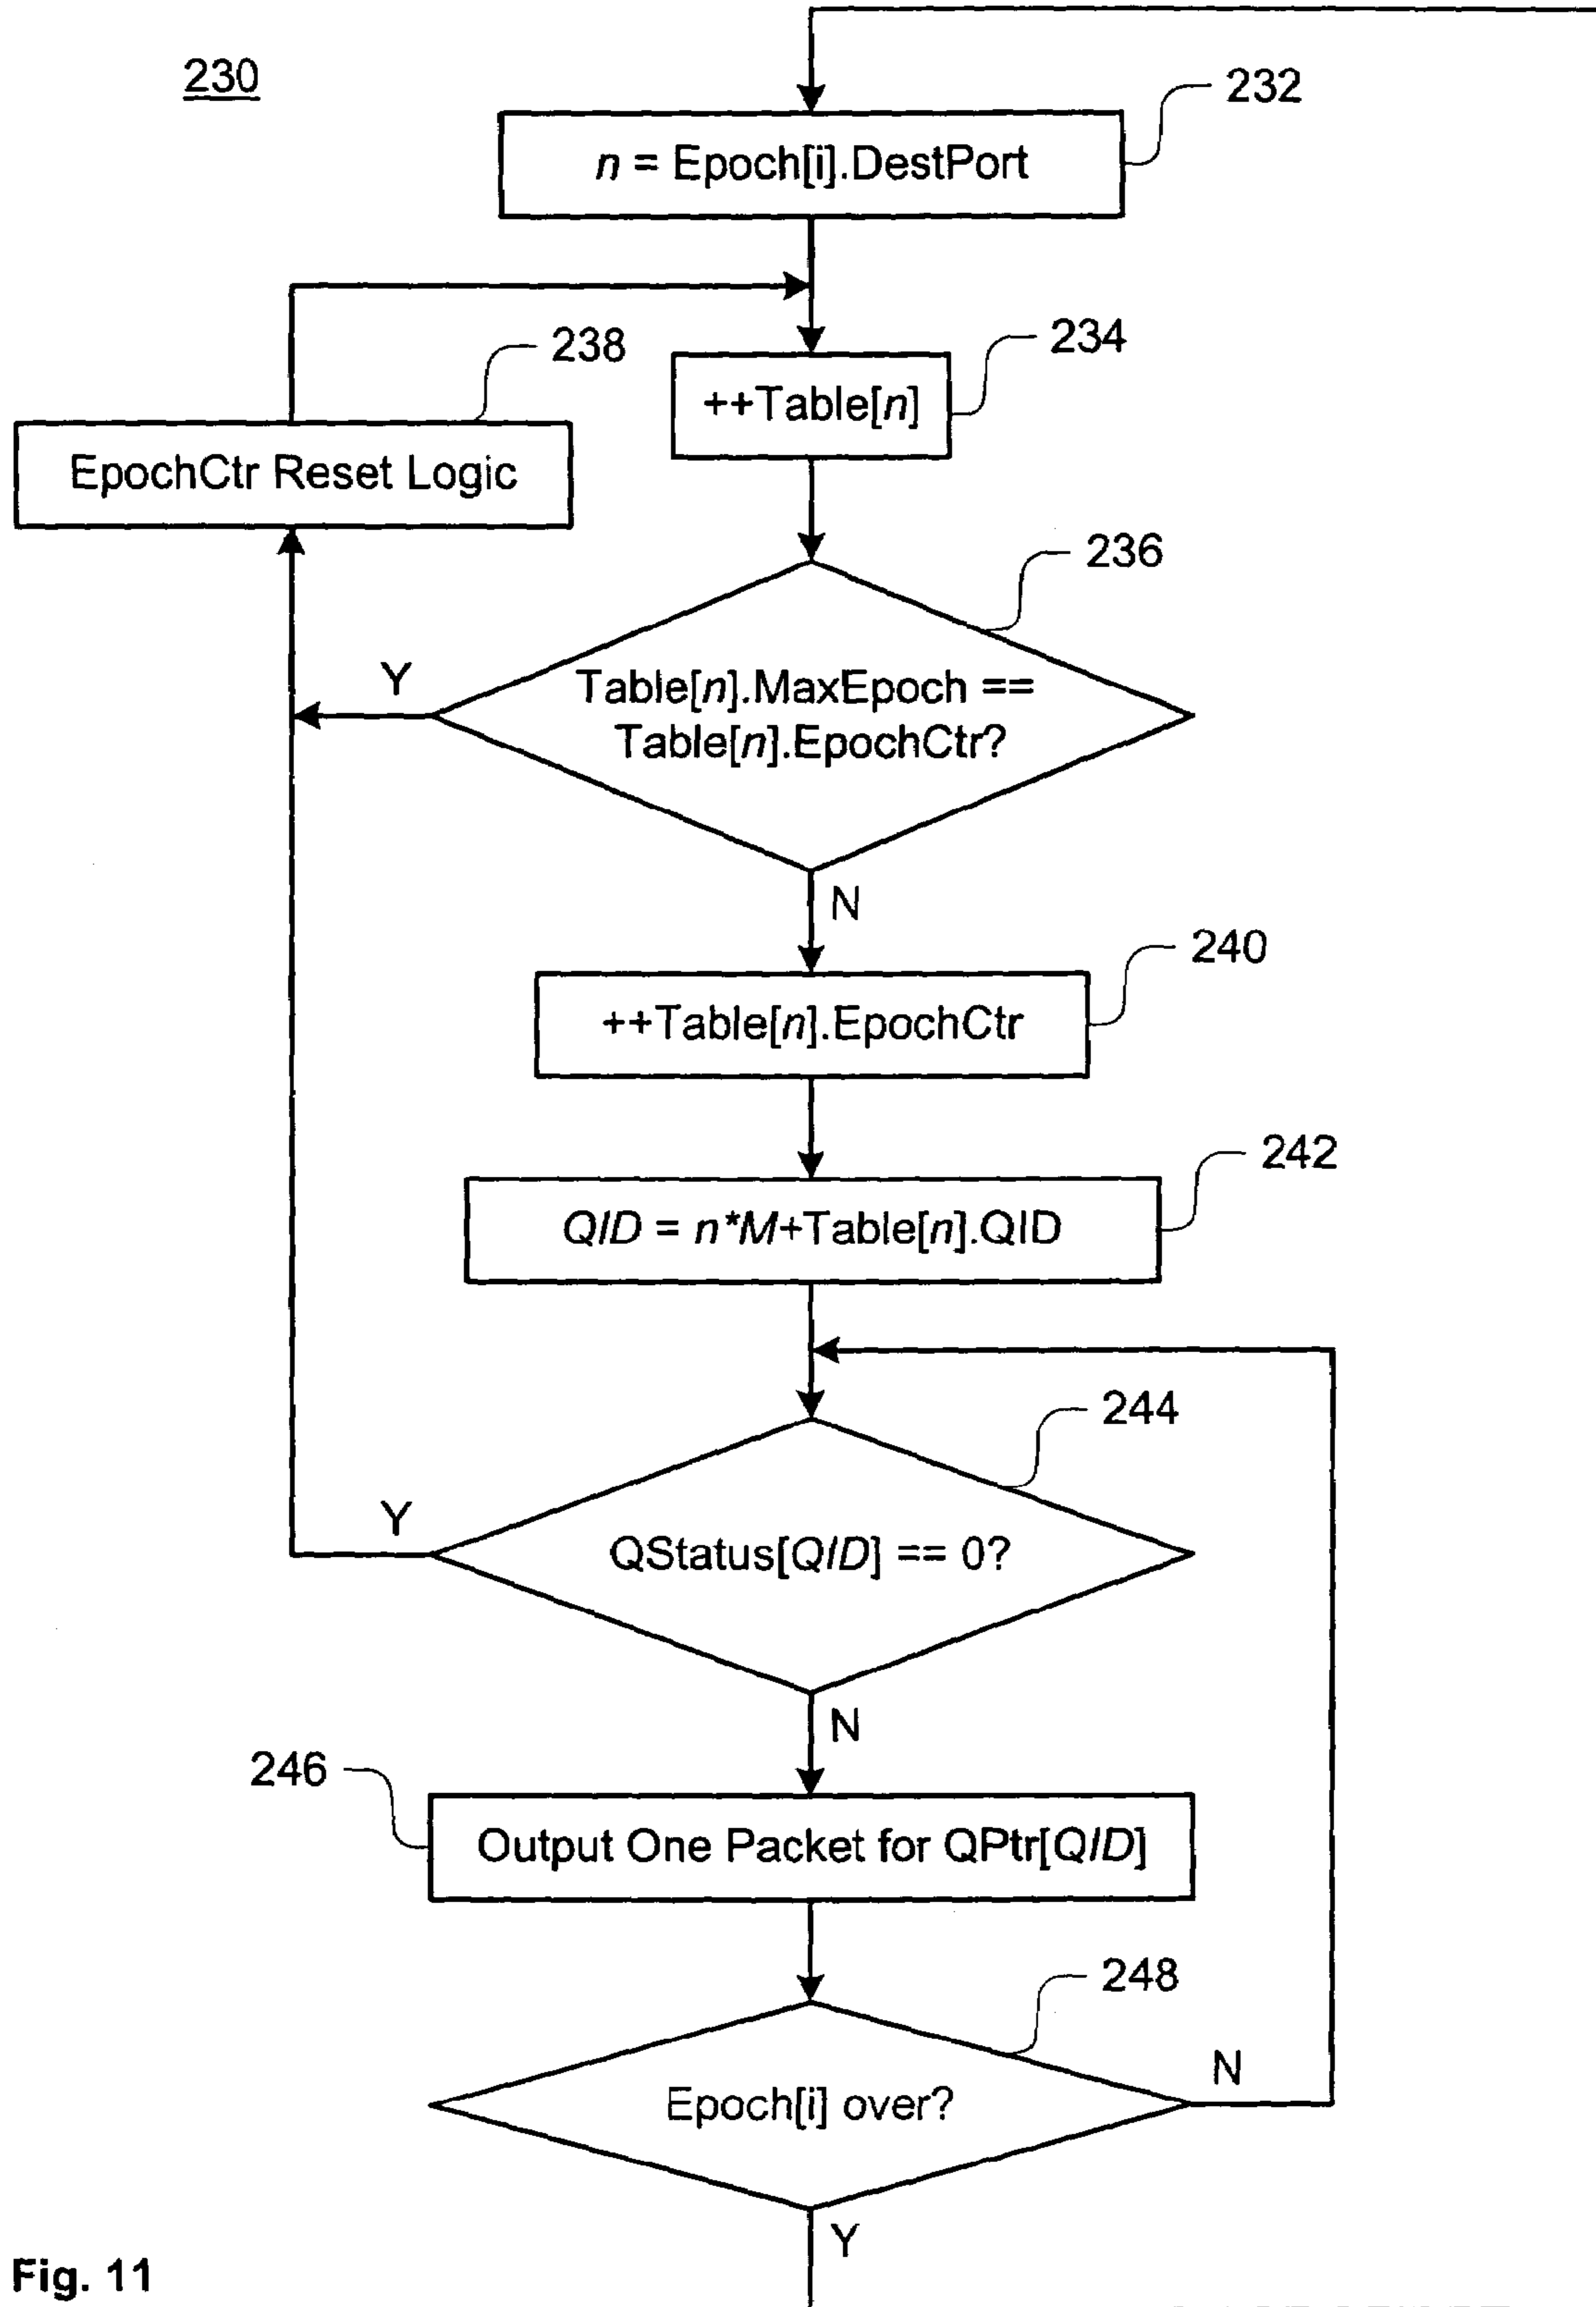 230
232
n = Epoch[i].DestPort
238
234
++Table[n]
EpochCtr Reset Logic
236
Y
Table[n].MaxEpoch ==
Table[n].EpochCtr?
N
240
++Table[n].EpochCtr
242
QID = n*M+Table[n].QID
244
Y
QStatus[QID] == 0?
N
246
Output One Packet for QPtr[QID]
248
N
Epoch[i] over?
Y
Fig. 11